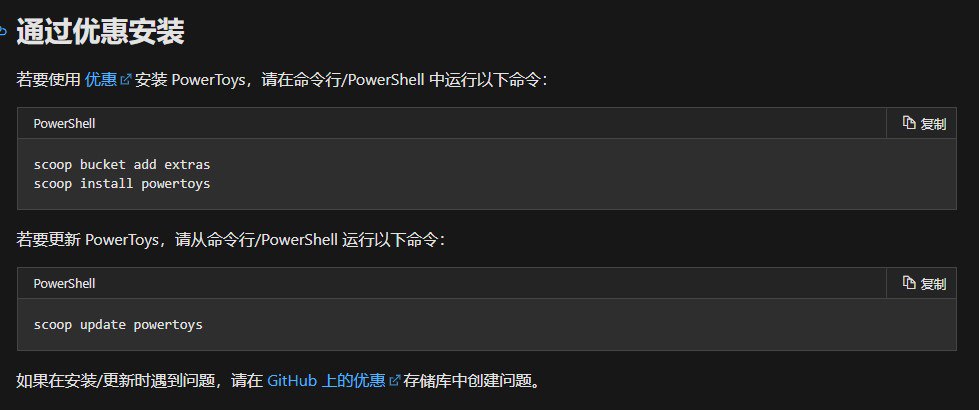 通过优惠安装
若要使用 优惠 安装 PowerToys，请在命令行/PowerShell 中运行以下命令：
PowerShell 复制
scoop bucket add extras
scoop install powertoys
若要更新 PowerToys，请从命令行/PowerShell 运行以下命令：
PowerShell 复制
scoop update powertoys
如果在安装/更新时遇到问题，请在 GitHub 上的优惠 存储库中创建问题。